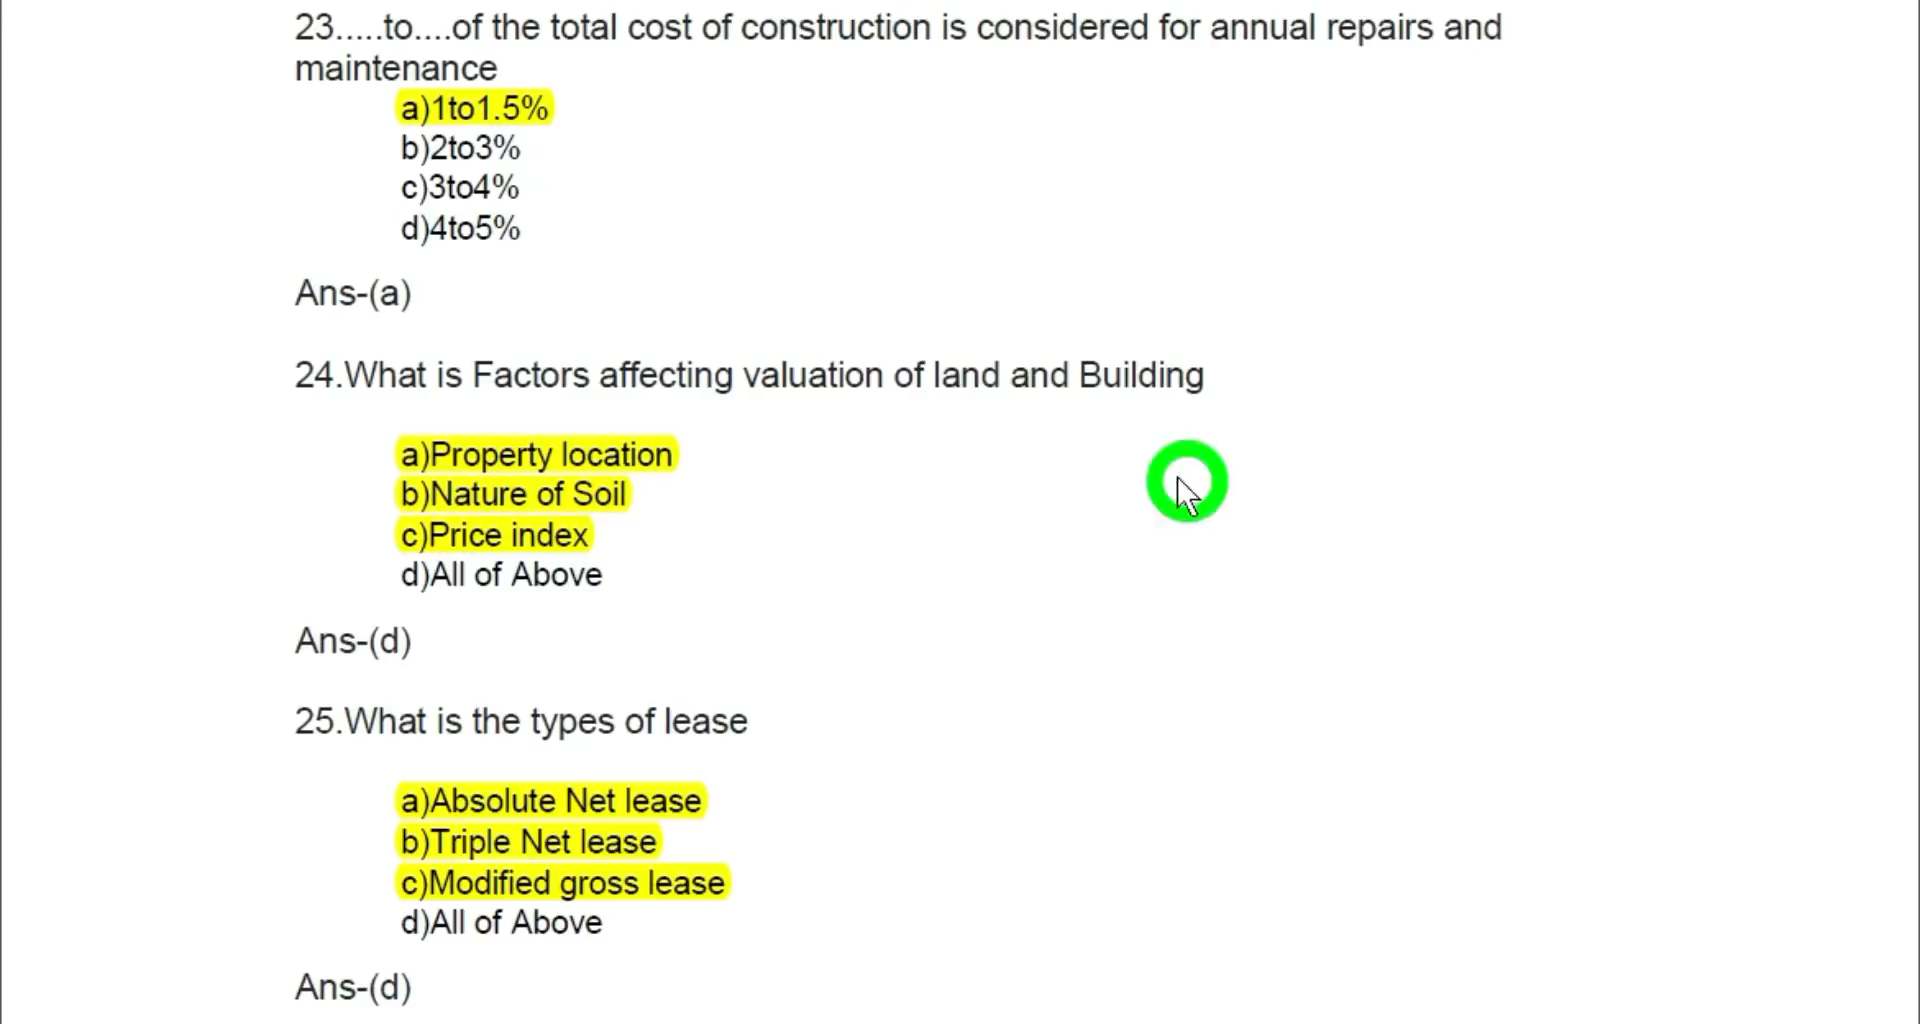 23.....to....of the total cost of construction is considered for annual repairs and
maintenance
a)1to1.5%
b)2to3%
c)3to4%
d)4to5%
Ans-(a)
24.What is Factors affecting valuation of land and Building
a)Property location
b)Nature of Soil
c)Price index
d)All of Above
Ans-(d)
25.What is the types of lease
a)Absolute Net lease
b)Triple Net lease
c)Modified gross lease
d)All of Above
Ans-(d)